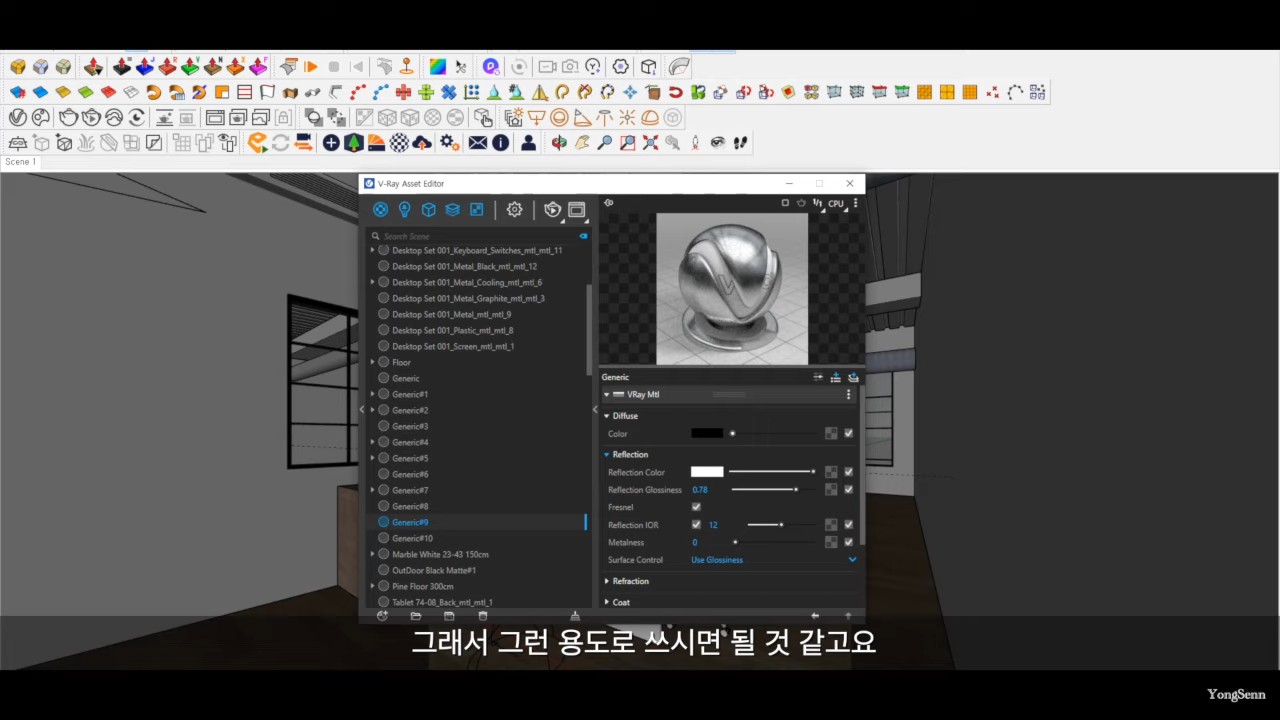 Scene 1
V-Ray Asset Editor
CPU
Search Scene
Desktop Set 001_Keyboard_Switches_mtl_mtl_11
Desktop Set 001_Metal_Black_mtl_mtl_12
Desktop Set 001_Metal_Cooling_mtl_6
Desktop Set 001_Metal_Graphite_mtl_3
Desktop Set 001_Metal_mtl_mtl_9
Desktop Set 001_Plastic_mtl_mtl_8
Desktop Set 001_Screen_mtl_mtl_1
Floor
Generic
Generic#1
Generic#2
Generic#3
Generic#4
Generic#5
Generic#6
Generic#7
Generic#8
Generic#9
Generic#10
Marble White 23-43 150cm
OutDoor Black Matte#1
Pine Floor 300cm
Tablet 74-08_Back_mtl_mtl_1
Generic
VRay Mtl
Diffuse
Color
Reflection
Reflection Color
Reflection Glossiness 0.78
Fresnel
Reflection IOR 12
Metalness 0
Surface Control Use Glossiness
Refraction
Coat
그래서 그런 용도로 쓰시면 될 것 같고요
YongSenn